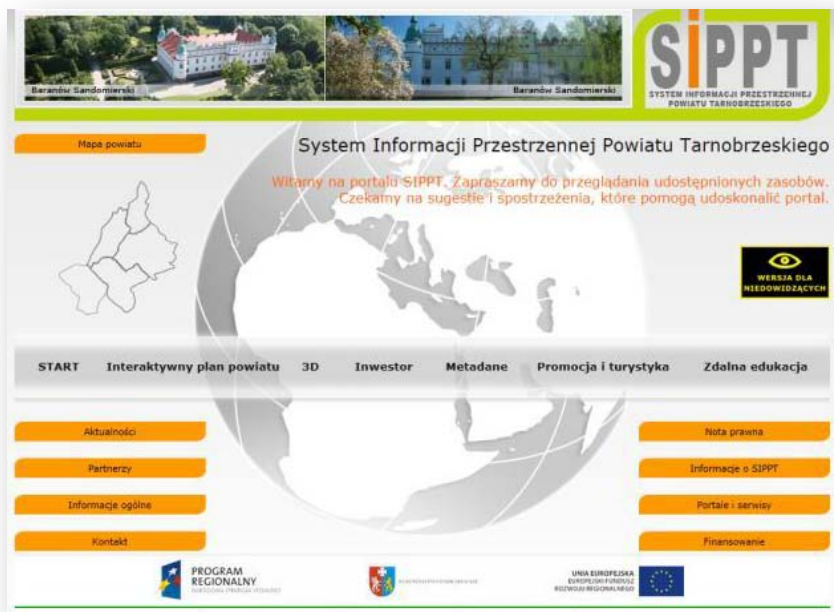 Baranów Sandomierski
Baranów Sandomierski
SiPPT
SYSTEM INFORMACJI PRZESTRZENNEJ
POWIATU TARNOBRZESKIEGO
Mapa powiatu
System Informacji Przestrzennej Powiatu Tarnobrzeskiego
Witamy na portalu SIPPT. Zapraszamy do przeglądania udostępnionych zasobów.
Czekamy na sugestie i spostrzeżenia, które pomogą udoskonalić portal.
WERSJA DLA
NIEDOWIDZĄCYCH
START Interaktywny plan powiatu 3D Inwestor Metadane Promocja i turystyka Zdalna edukacja
Aktualności
Nota prawna
Partnerzy
Informacje o SIPPT
Informacje ogólne
Portale i serwisy
Kontakt
Finansowanie
PROGRAM
REGIONALNY
NARODOWA STRATEGIA SPÓJNOŚCI
UNIA EUROPEJSKA
EUROPEJSKI FUNDUSZ
ROZWOJU REGIONALNEGO